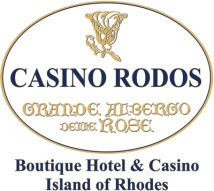 CASINO RODOS
GRANDE ALBERGO
DELLE ROSE
Boutique Hotel & Casino
Island of Rhodes